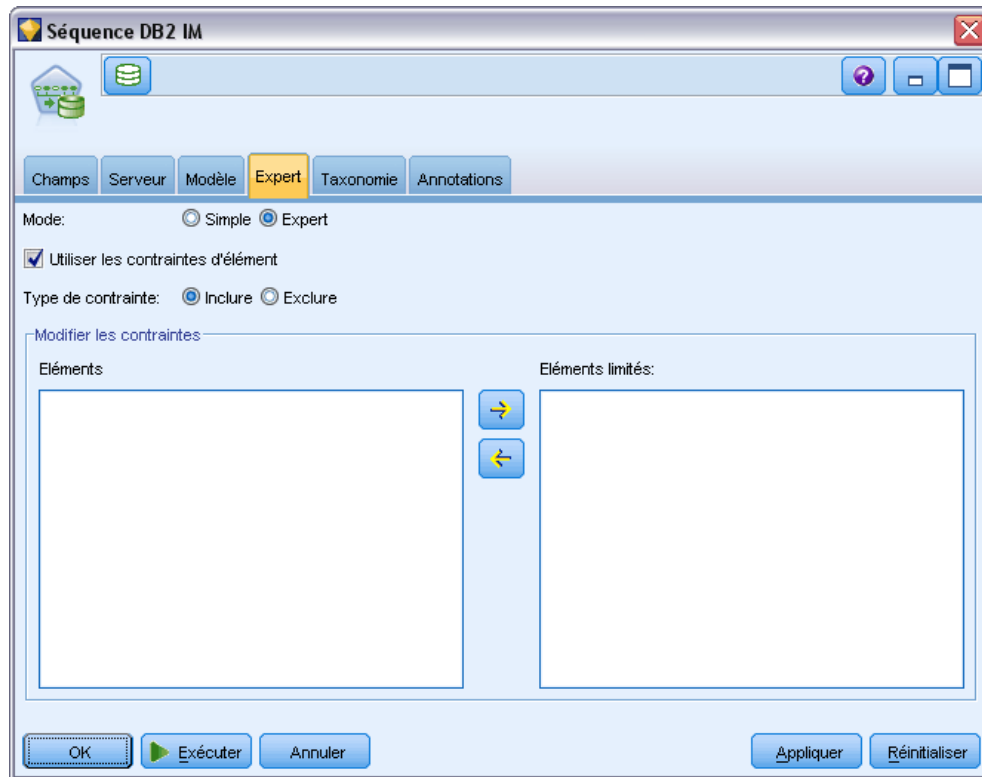 Séquence DB2 IM
Champs Serveur Modèle Expert Taxonomie Annotations
Mode: Simple Expert
Utiliser les contraintes d'élément
Type de contrainte: Inclure Exclure
Modifier les contraintes
Eléments Eléments limités:
OK Exécuter Annuler Appliquer Réinitialiser